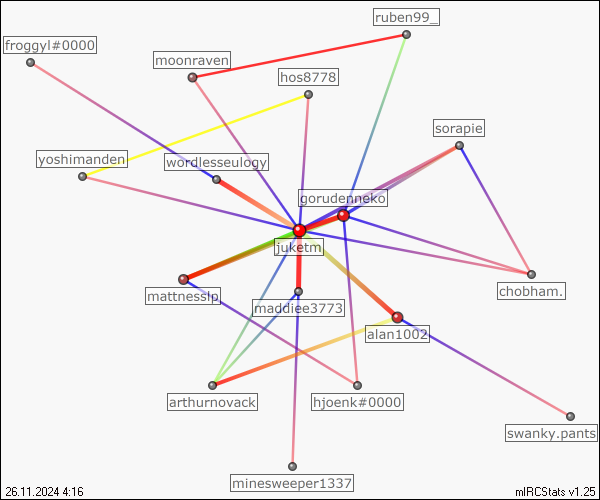 ruben99_
froggyl#0000
moonraven
hos8778
sorapie
yoshimanden
wordlesseulogy
gorudenneko
juketm
chobham.
mattnesslp
maddiee3773
alan1002
arthurnovack
hjoenk#0000
swanky.pants
minesweeper1337
26.11.2024 4:16
mIRCStats v1.25